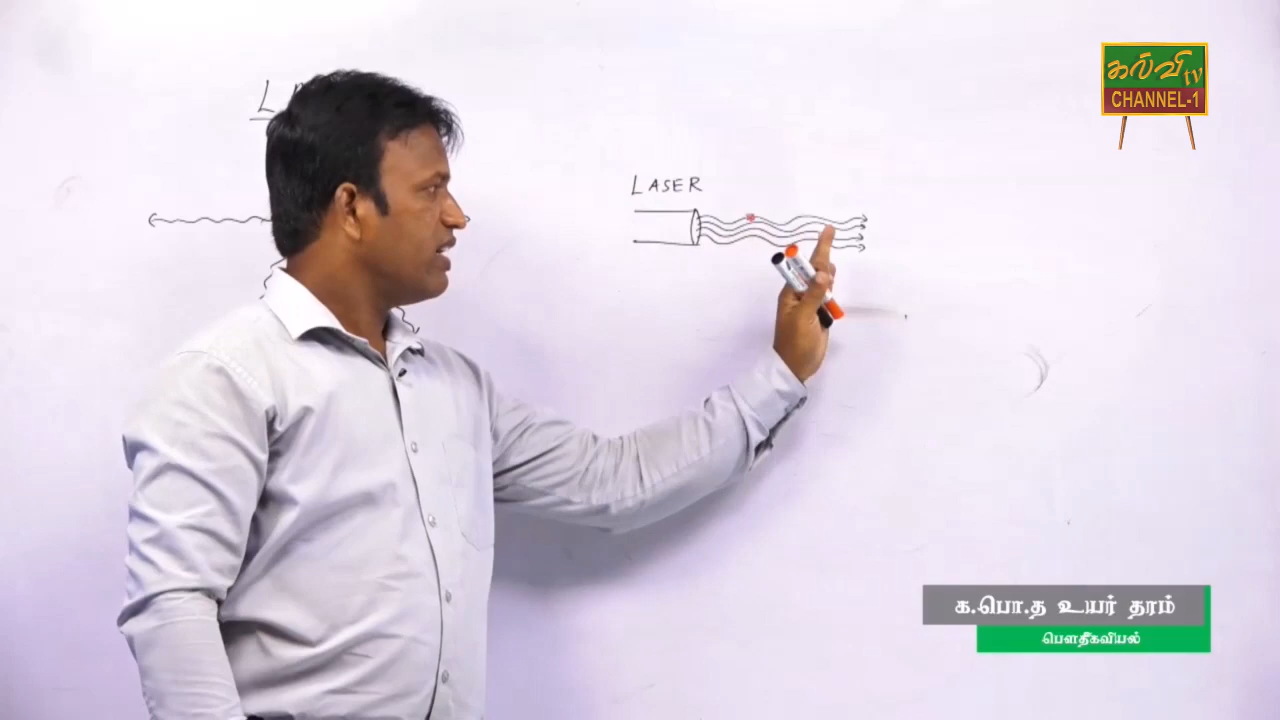 கல்வி tv
CHANNEL-1
LASER
க.பொ.த உயர் தரம்
பௌதீகவியல்